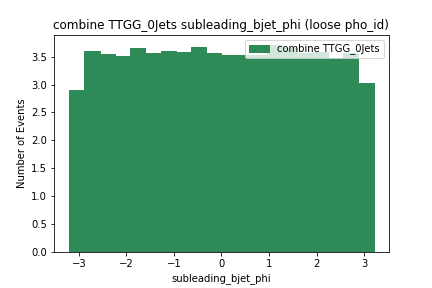 combine TTGG_0Jets subleading_bjet_phi (loose pho_id)
combine TTGG_0Jets
Number of Events
3.5
3.0
2.5
2.0
1.5
1.0
0.5
0.0
−3 −2 −1 0 1 2 3
subleading_bjet_phi